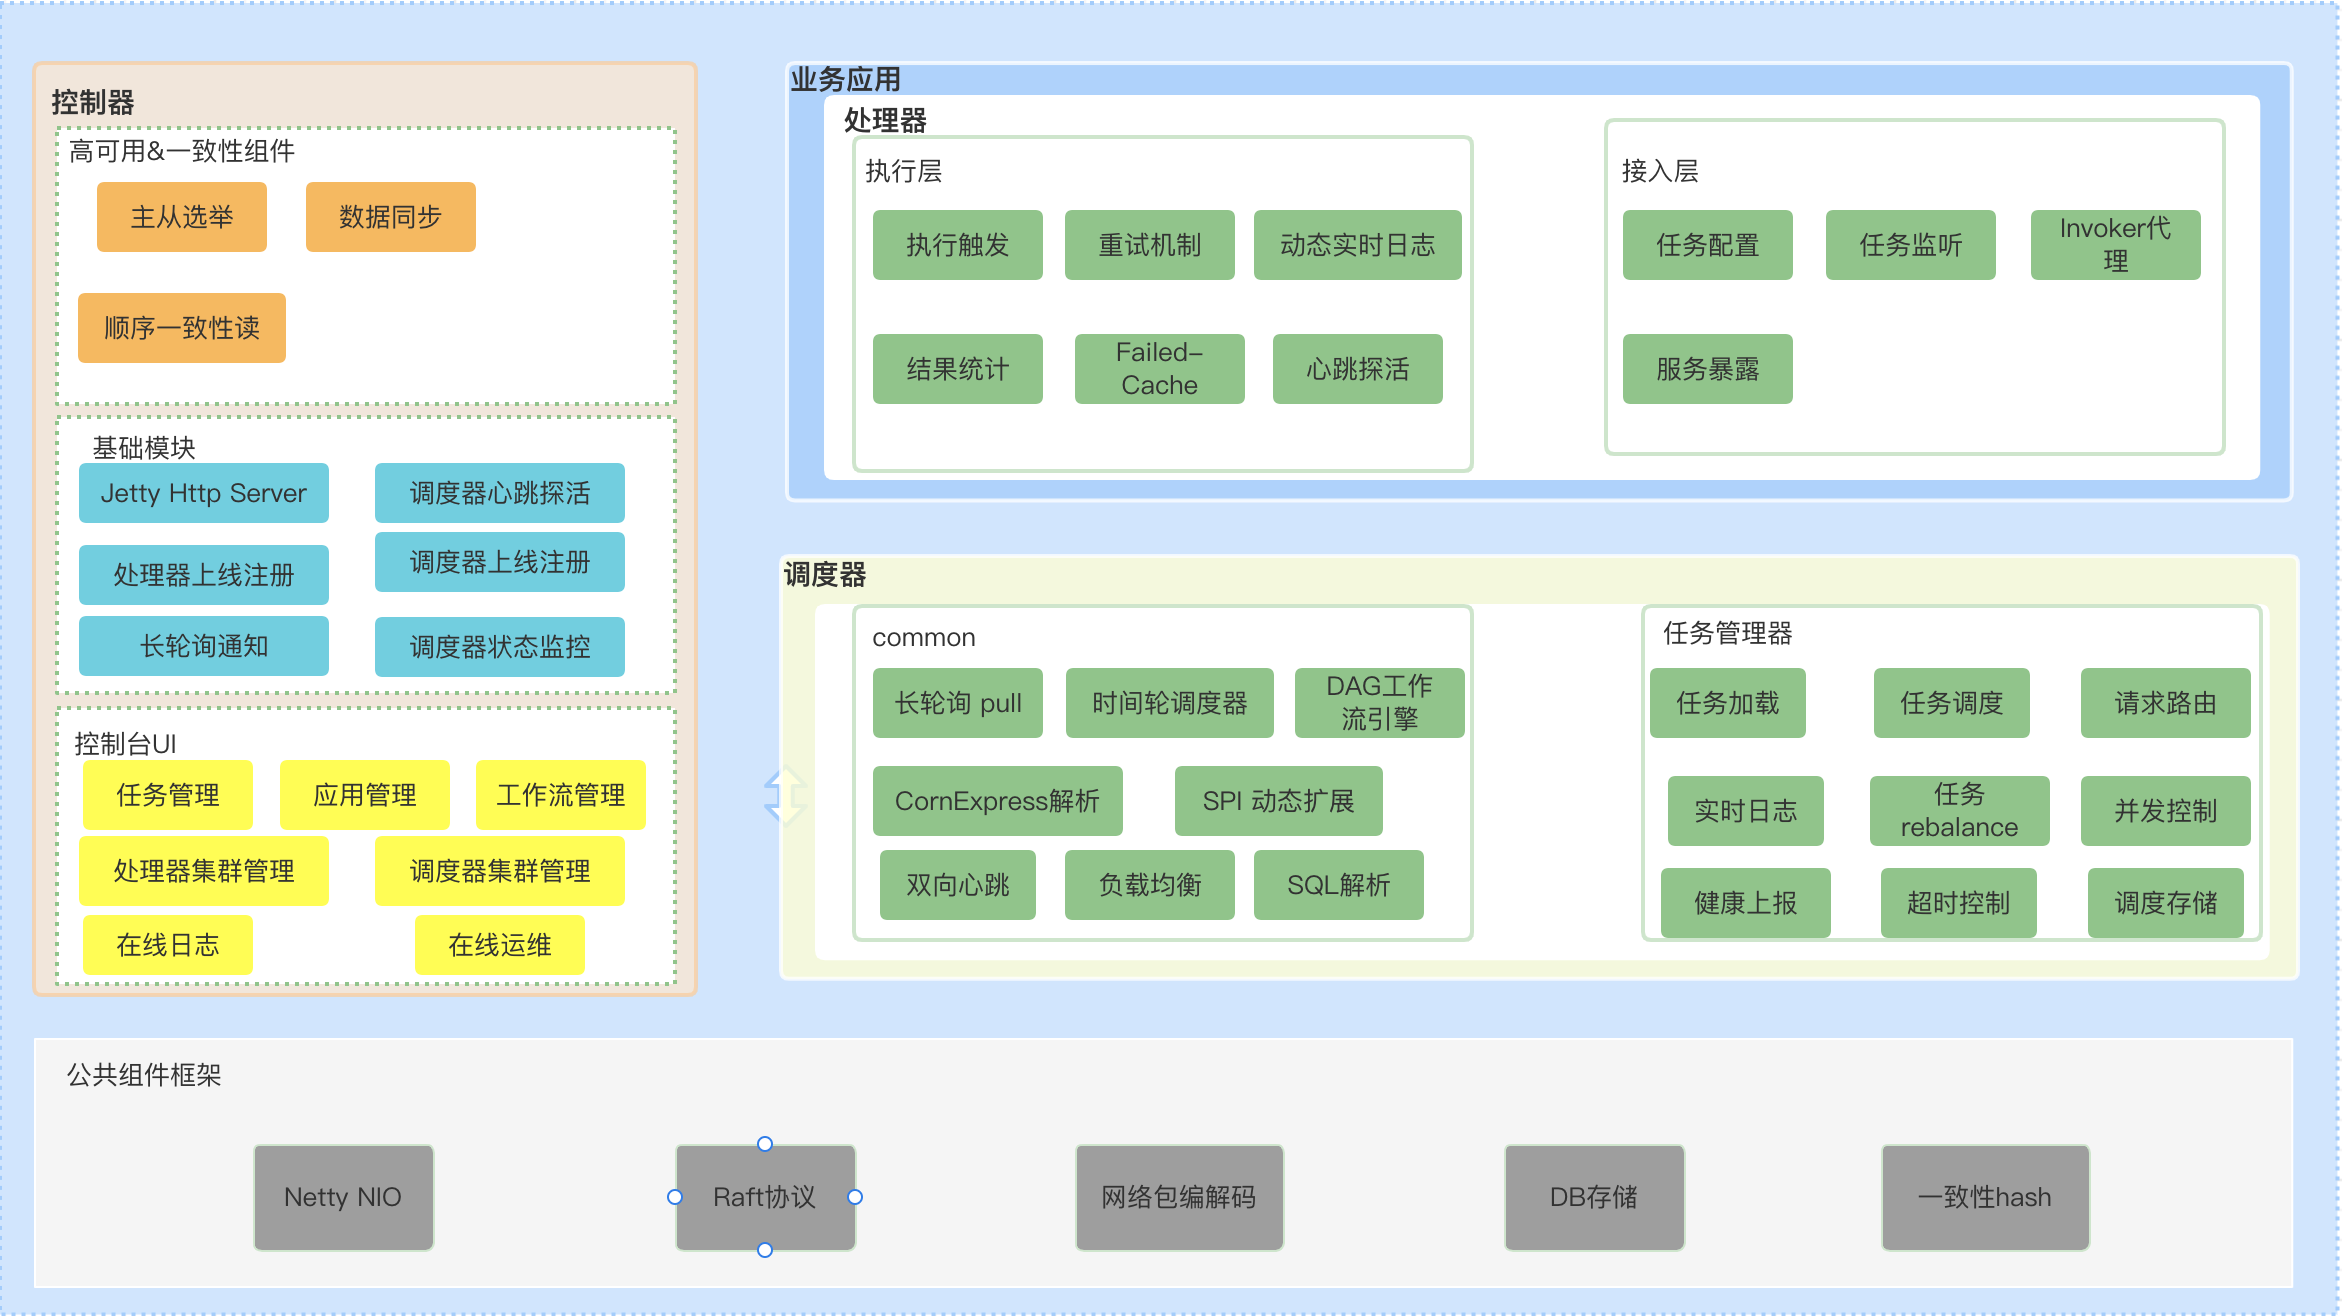 控制器
高可用&一致性组件
主从选举
数据同步
顺序一致性读
基础模块
Jetty Http Server
调度器心跳探活
处理器上线注册
调度器上线注册
长轮询通知
调度器状态监控
控制台UI
任务管理
应用管理
工作流管理
处理器集群管理
调度器集群管理
在线日志
在线运维
业务应用
处理器
执行层
执行触发
重试机制
动态实时日志
结果统计
Failed-
Cache
心跳探活
接入层
任务配置
任务监听
Invoker代
理
服务暴露
调度器
common
长轮询 pull
时间轮调度器
DAG工作
流引擎
CornExpress解析
SPI 动态扩展
双向心跳
负载均衡
SQL解析
任务管理器
任务加载
任务调度
请求路由
实时日志
任务
rebalance
并发控制
健康上报
超时控制
调度存储
公共组件框架
Netty NIO
Raft协议
网络包编解码
DB存储
一致性hash